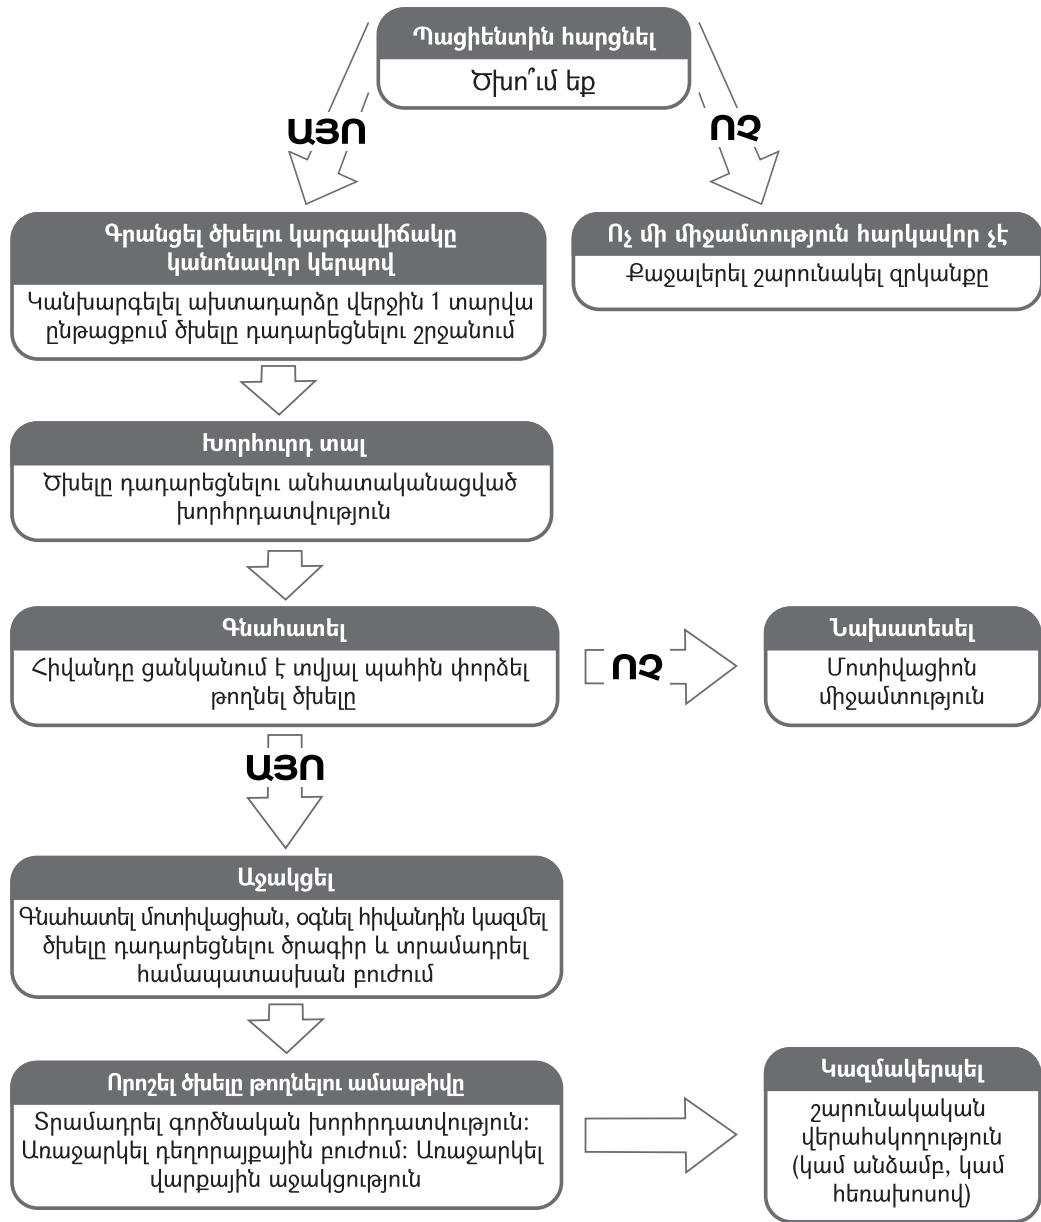 Պացիենտին հարցնել
Ծխո՞ւմ եք
ԱՅՈ
ՈՉ
Գրանցել ծխելու կարգավիճակը
կանոնավոր կերպով
Կանխարգելել ախտադարձը վերջին 1 տարվա
ընթացքում ծխելը դադարեցնելու շրջանում
Ոչ մի միջամտություն հարկավոր չէ
Քաջալերել շարունակել զրկանքը
Խորհուրդ տալ
Ծխելը դադարեցնելու անհատականացված
խորհրդատվություն
Գնահատել
Հիվանդը ցանկանում է տվյալ պահին փորձել
թողնել ծխելը
ՈՉ
Նախատեսել
Մոտիվացիոն
միջամտություն
ԱՅՈ
Աջակցել
Գնահատել մոտիվացիան, օգնել հիվանդին կազմել
ծխելը դադարեցնելու ծրագիր և տրամադրել
համապատասխան բուժում
Որոշել ծխելը թողնելու ամսաթիվը
Տրամադրել գործնական խորհրդատվություն:
Առաջարկել դեղորայքային բուժում: Առաջարկել
վարքային աջակցություն
Կազմակերպել
շարունակական
վերահսկողություն
(կամ անձամբ, կամ
հեռախոսով)